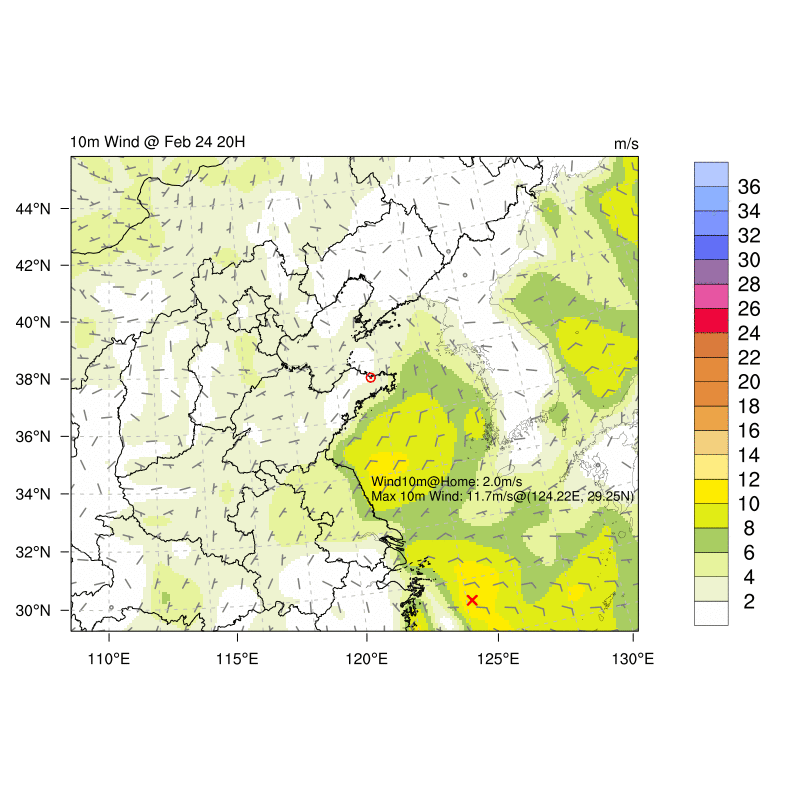 10m Wind @ Feb 24 20H
m/s
44°N
42°N
40°N
38°N
36°N
34°N
32°N
30°N
110°E
115°E
120°E
125°E
130°E
Wind10m@Home: 2.0m/s
Max 10m Wind: 11.7m/s@(124.22E, 29.25N)
36
34
32
30
28
26
24
22
20
18
16
14
12
10
8
6
4
2